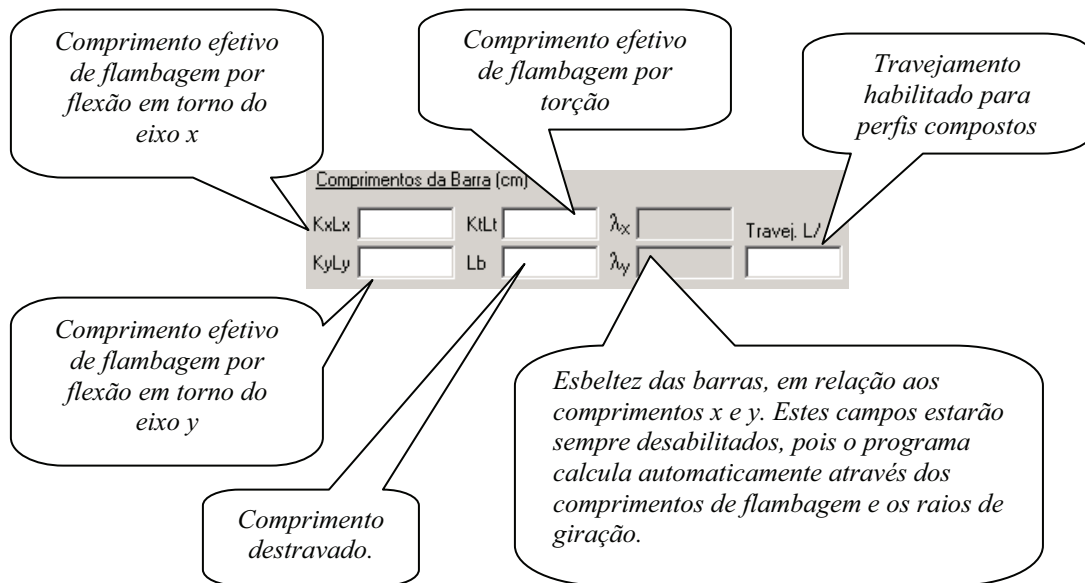 Comprimento efetivo
de flambagem por
flexão em torno do
eixo x
Comprimento efetivo
de flambagem por
torção
Travejamento
habilitado para
perfis compostos
Comprimentos da Barra (cm)
KxLx
KtLt
λx
Travej. L/
KyLy
Lb
λy
Comprimento efetivo
de flambagem por
flexão em torno do
eixo y
Esbeltez das barras, em relação aos
comprimentos x e y. Estes campos estarão
sempre desabilitados, pois o programa
calcula automaticamente através dos
comprimentos de flambagem e os raios de
giração.
Comprimento
destravado.